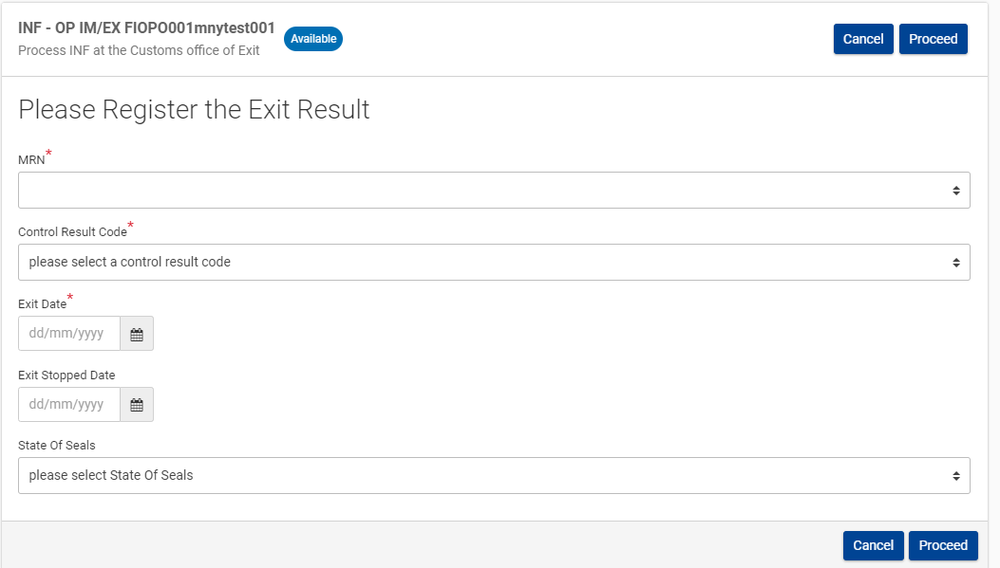 INF - OP IM/EX FIOPO001mnytest001
Available
Process INF at the Customs office of Exit
Cancel
Proceed
Please Register the Exit Result
MRN*
Control Result Code*
please select a control result code
Exit Date*
dd/mm/yyyy
Exit Stopped Date
dd/mm/yyyy
State Of Seals
please select State Of Seals
Cancel
Proceed